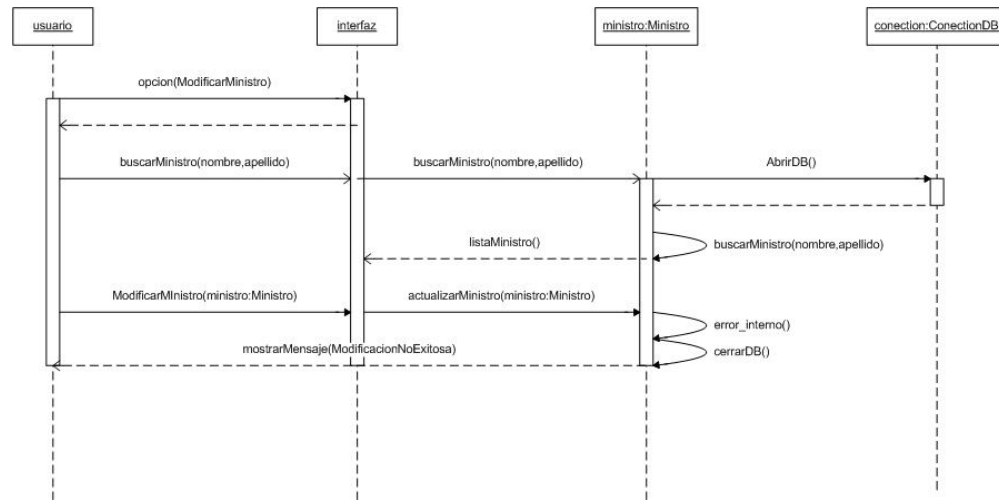 usuario
interfaz
ministro:Ministro
conection:ConectionDB
opcion(ModificarMinistro)
buscarMinistro(nombre,apellido)
buscarMinistro(nombre,apellido)
AbrirDB()
listaMinistro()
buscarMinistro(nombre,apellido)
ModificarMInistro(ministro:Ministro)
actualizarMinistro(ministro:Ministro)
error_interno()
mostrarMensaje(ModificacionNoExitosa)
cerrarDB()